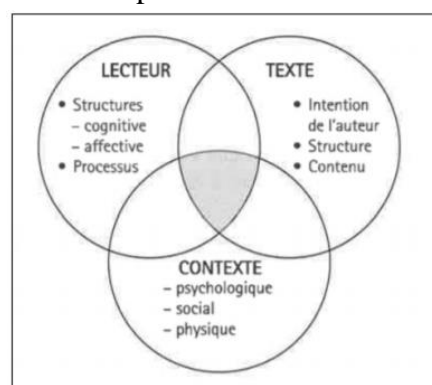 LECTEUR
• Structures
– cognitive
– affective
• Processus
TEXTE
• Intention
de l'auteur
• Structure
• Contenu
CONTEXTE
– psychologique
– social
– physique